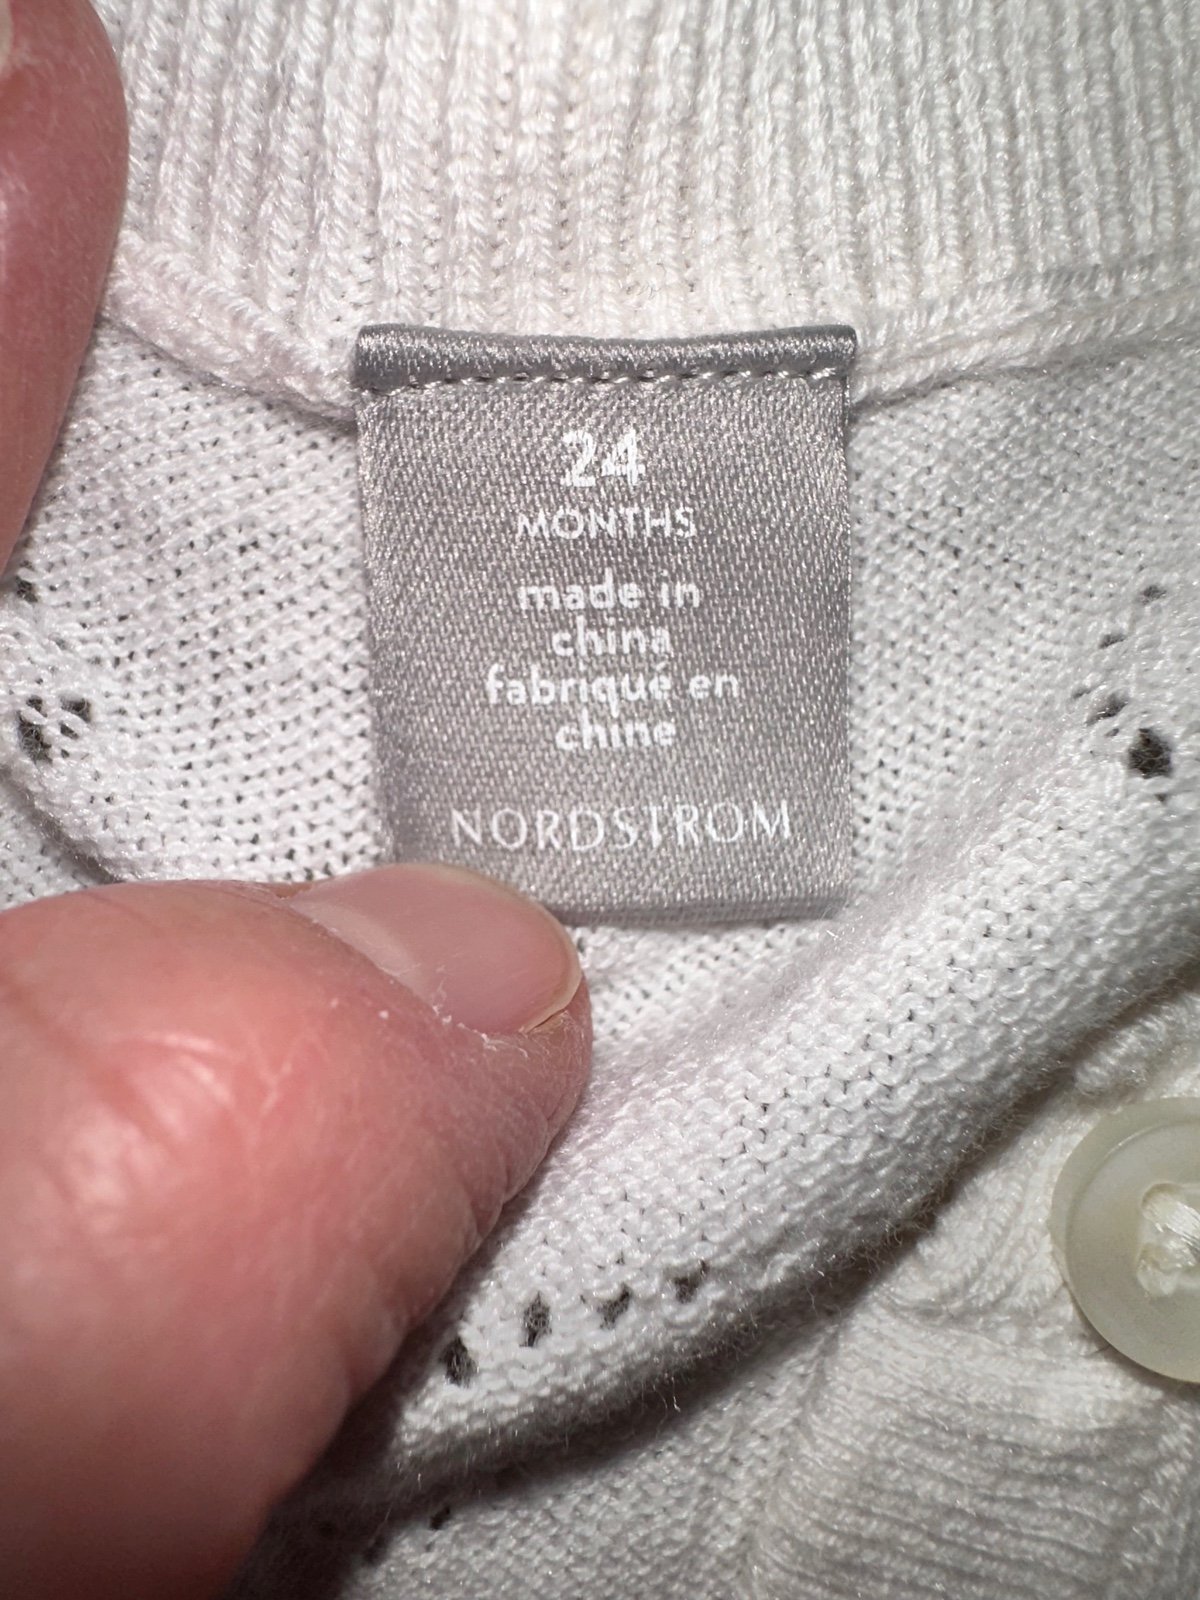 24
MONTHS
made in
china
fabriqué en
chine
NORDSTROM